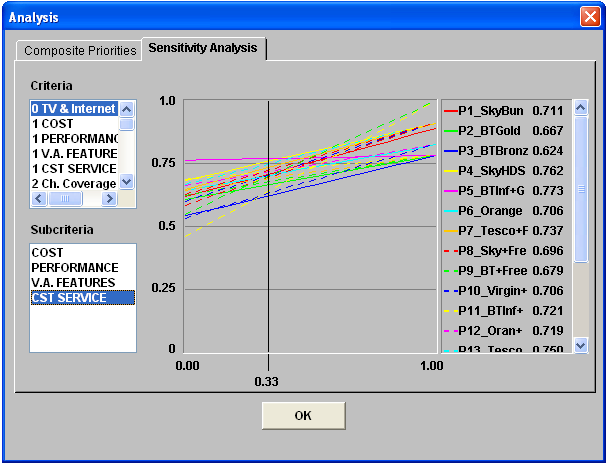 Analysis
Composite Priorities
Sensitivity Analysis
Criteria
0 TV & Internet
1 COST
1 PERFORMANC
1 V.A. FEATURE
1 CST SERVICE
2 Ch. Coverage
Subcriteria
COST
PERFORMANCE
V.A. FEATURES
CST SERVICE
1.0
0.75
0.5
0.25
0
0.00
0.33
1.00
P1_SkyBun 0.711
P2_BTGold 0.667
P3_BTBronz 0.624
P4_SkyHDS 0.762
P5_BTInf+G 0.773
P6_Orange 0.706
P7_Tesco+F 0.737
P8_Sky+Fre 0.696
P9_BT+Free 0.679
P10_Virgin+ 0.706
P11_BTInf+ 0.721
P12_Oran+ 0.719
P13_Tesco 0.750
OK